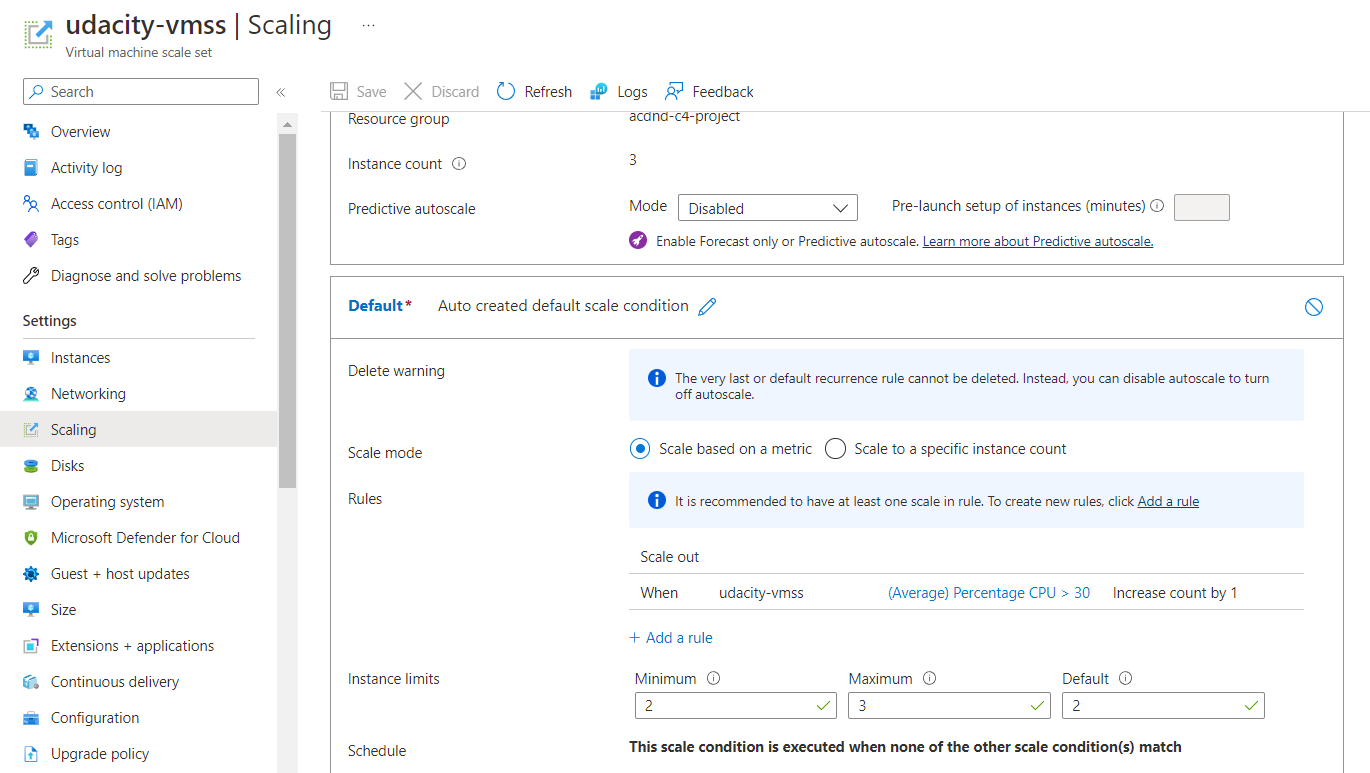 udacity-vmss | Scaling ...
Virtual machine scale set
Search «
Save Discard Refresh Logs Feedback
Overview
Activity log
Access control (IAM)
Tags
Diagnose and solve problems
Settings
Instances
Networking
Scaling
Disks
Operating system
Microsoft Defender for Cloud
Guest + host updates
Size
Extensions + applications
Continuous delivery
Configuration
Upgrade policy
Resource group acdnd-c4-project
Instance count 3
Predictive autoscale Mode Disabled Pre-launch setup of instances (minutes)
Enable Forecast only or Predictive autoscale. Learn more about Predictive autoscale.
Default* Auto created default scale condition
Delete warning
The very last or default recurrence rule cannot be deleted. Instead, you can disable autoscale to turn
off autoscale.
Scale mode Scale based on a metric Scale to a specific instance count
Rules It is recommended to have at least one scale in rule. To create new rules, click Add a rule
Scale out
When udacity-vmss (Average) Percentage CPU > 30 Increase count by 1
+ Add a rule
Instance limits Minimum Maximum Default
2 3 2
Schedule This scale condition is executed when none of the other scale condition(s) match